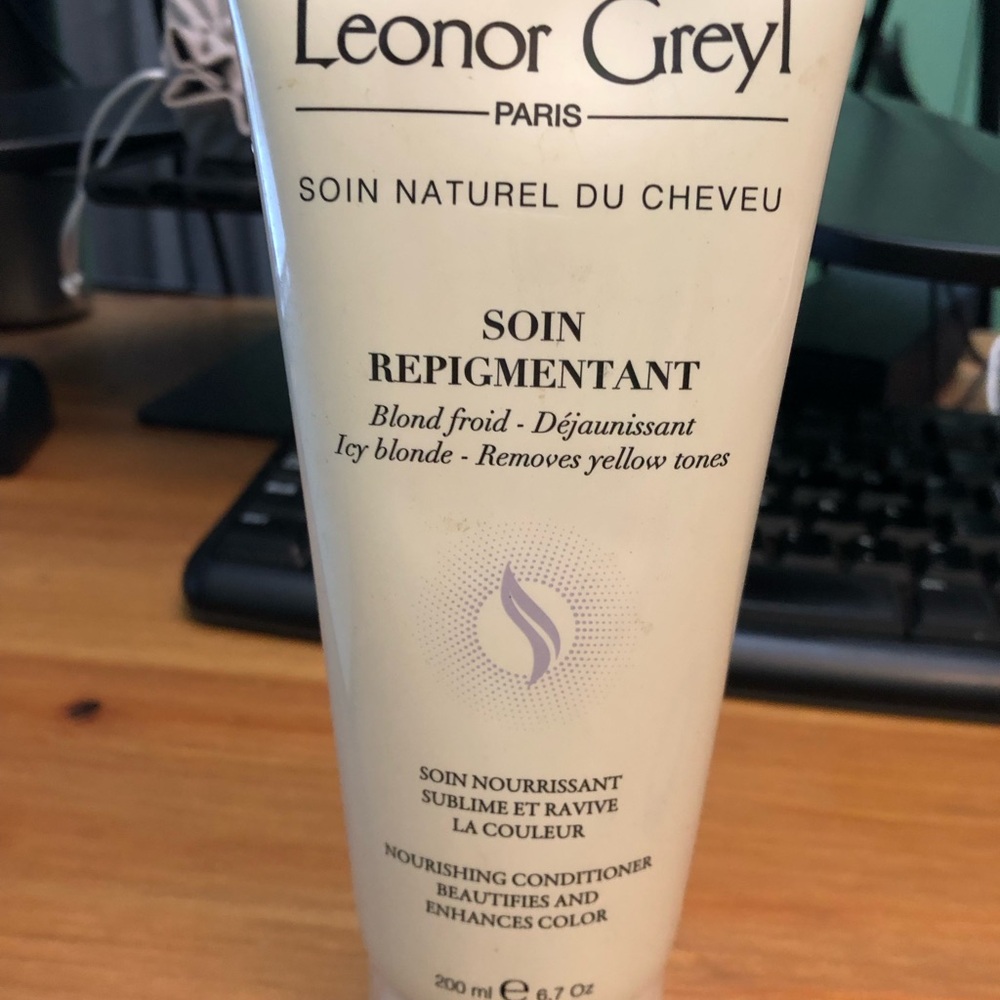 Leonor Greyl
PARIS
SOIN NATUREL DU CHEVEU
SOIN
REPIGMENTANT
Blond froid - Déjaunissant
Icy blonde - Removes yellow tones
SOIN NOURRISSANT
SUBLIME ET RAVIVE
LA COULEUR
NOURISHING CONDITIONER
BEAUTIFIES AND
ENHANCES COLOR
200 ml e 6.7 Oz